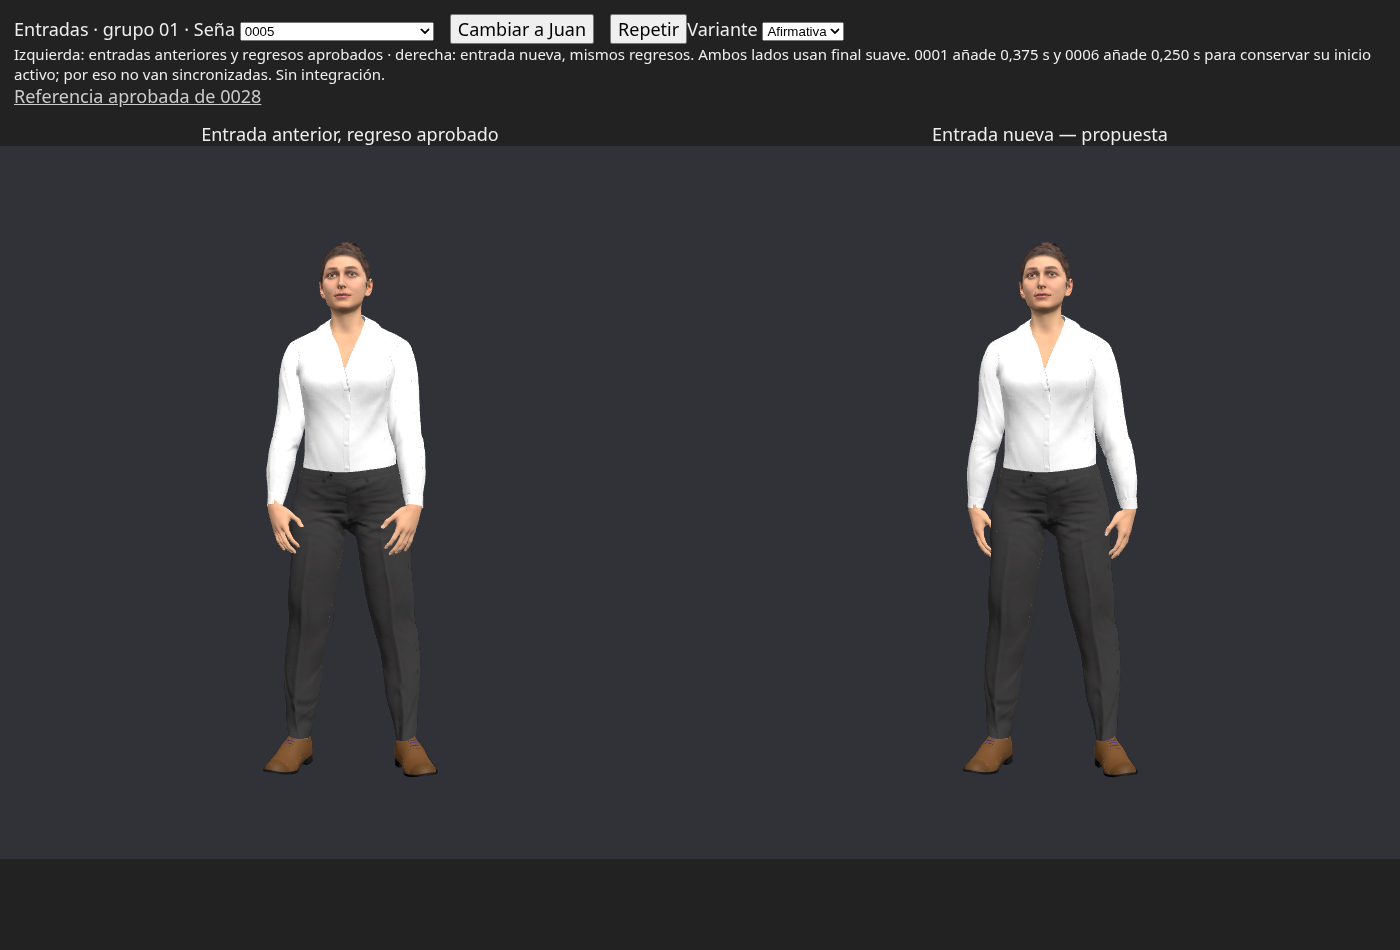 Entradas · grupo 01 · Seña 0005 Cambiar a Juan Repetir Variante Afirmativa
Izquierda: entradas anteriores y regresos aprobados · derecha: entrada nueva, mismos regresos. Ambos lados usan final suave. 0001 añade 0,375 s y 0006 añade 0,250 s para conservar su inicio
activo; por eso no van sincronizadas. Sin integración.
Referencia aprobada de 0028
Entrada anterior, regreso aprobado
Entrada nueva — propuesta